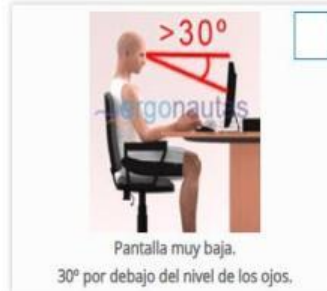 >30º
ergonautas
Pantalla muy baja.
30º por debajo del nivel de los ojos.